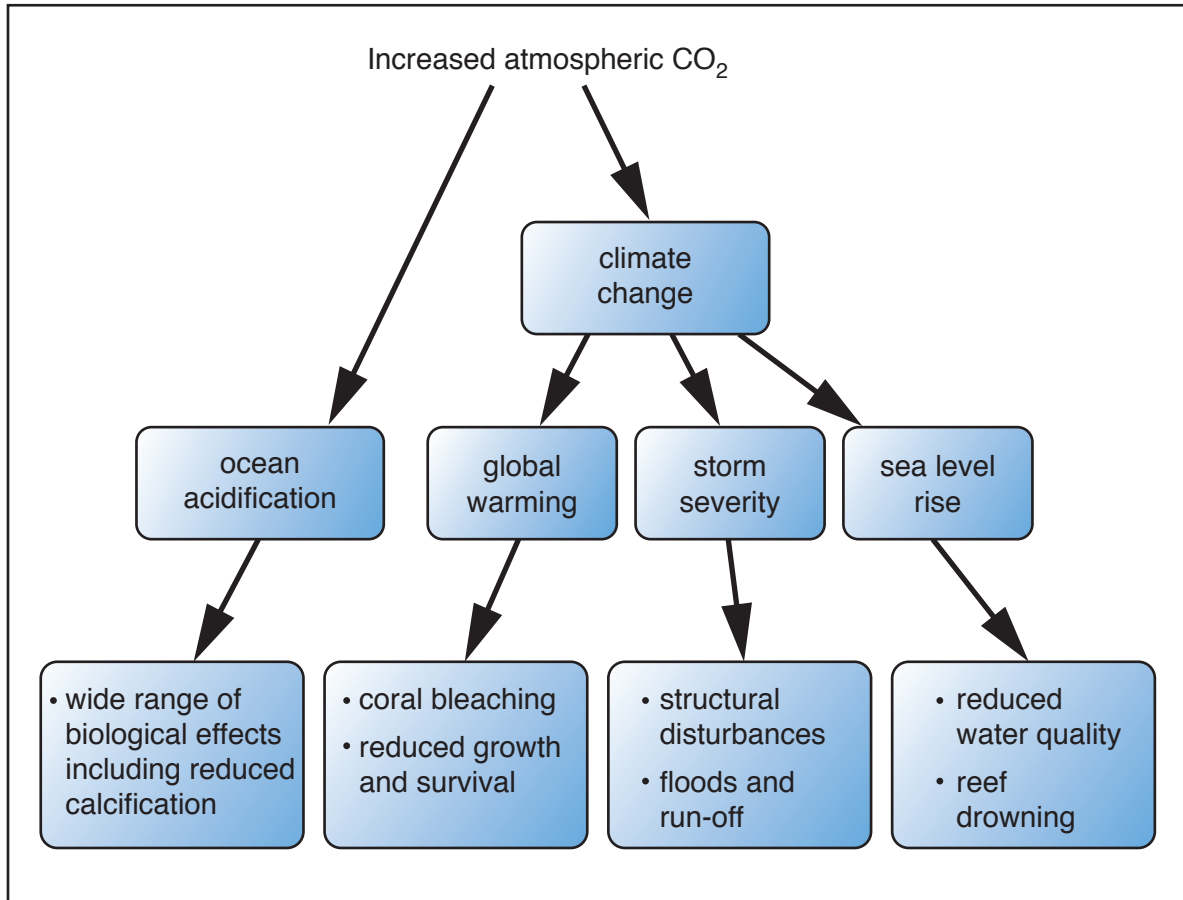 Increased atmospheric CO₂
climate
change
ocean
acidification
global
warming
storm
severity
sea level
rise
• wide range of
biological effects
including reduced
calcification
• coral bleaching
• reduced growth
and survival
• structural
disturbances
• floods and
run-off
• reduced
water quality
• reef
drowning